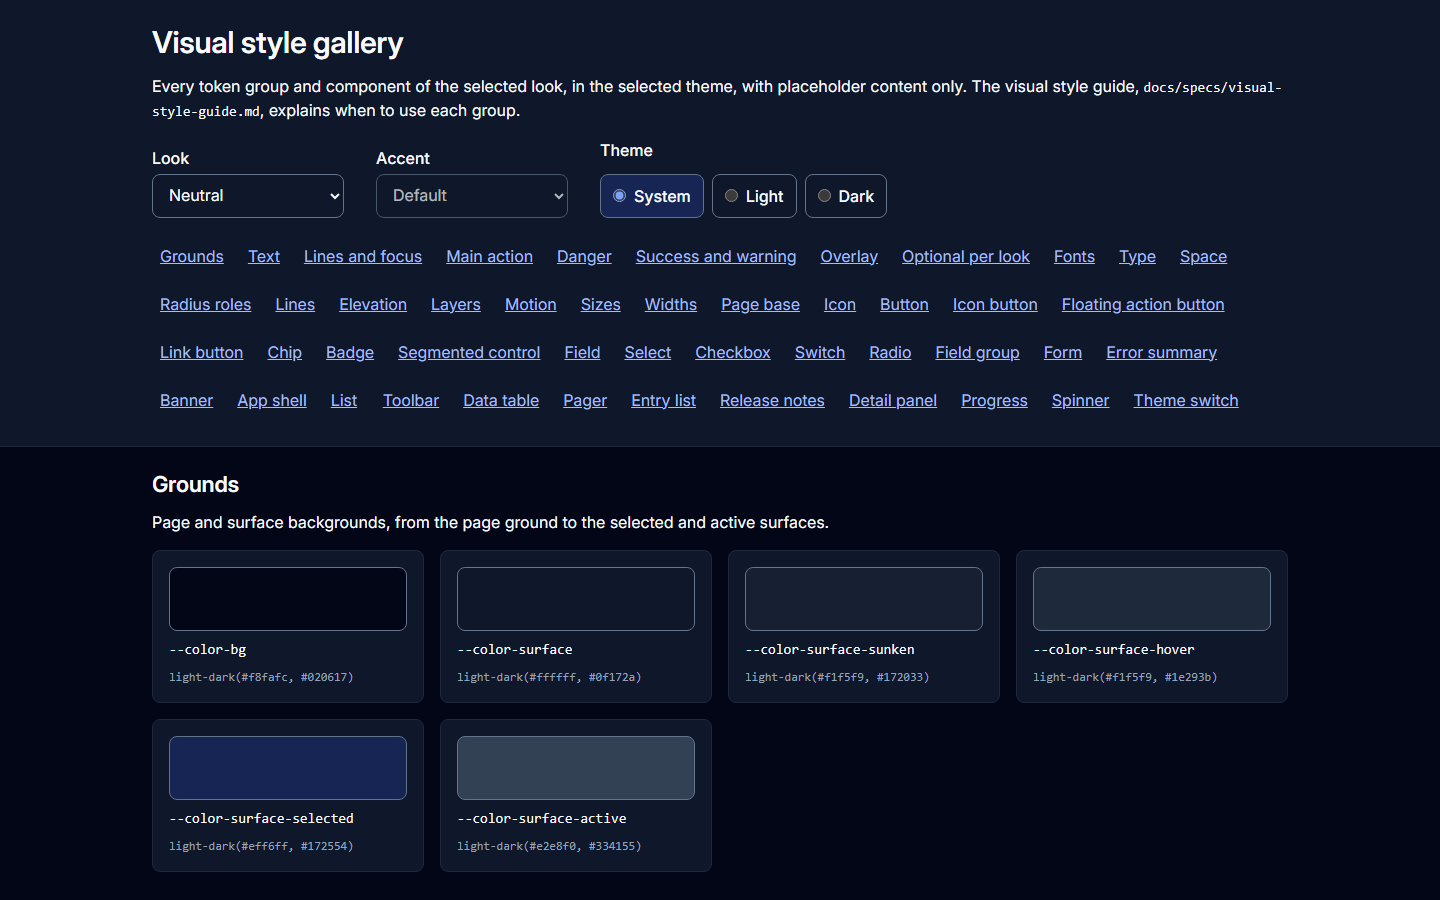 Visual style gallery
Every token group and component of the selected look, in the selected theme, with placeholder content only. The visual style guide, docs/specs/visual-
style-guide.md, explains when to use each group.
Look Accent Theme
Neutral Default System Light Dark
Grounds Text Lines and focus Main action Danger Success and warning Overlay Optional per look Fonts Type Space
Radius roles Lines Elevation Layers Motion Sizes Widths Page base Icon Button Icon button Floating action button
Link button Chip Badge Segmented control Field Select Checkbox Switch Radio Field group Form Error summary
Banner App shell List Toolbar Data table Pager Entry list Release notes Detail panel Progress Spinner Theme switch
Grounds
Page and surface backgrounds, from the page ground to the selected and active surfaces.
--color-bg --color-surface --color-surface-sunken --color-surface-hover
light-dark(#f8fafc, #020617) light-dark(#ffffff, #0f172a) light-dark(#f1f5f9, #172033) light-dark(#f1f5f9, #1e293b)
--color-surface-selected --color-surface-active
light-dark(#eff6ff, #172554) light-dark(#e2e8f0, #334155)